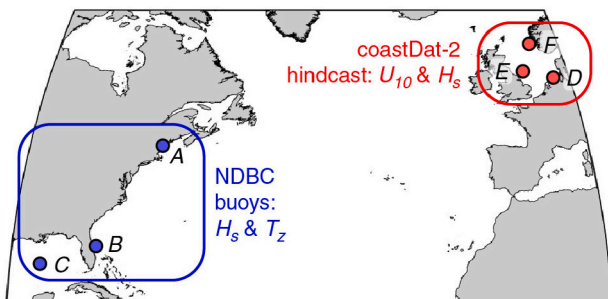 coastDat-2
hindcast: U10 & Hs
F
E
D
A
NDBC
buoys:
Hs & Tz
B
C